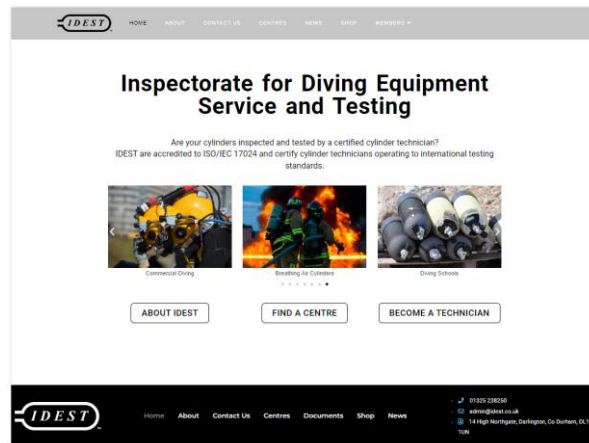 IDEST
HOME ABOUT CONTACT US CENTRES NEWS SHOP MEMBERS
Inspectorate for Diving Equipment
Service and Testing
Are your cylinders inspected and tested by a certified cylinder technician?
IDEST are accredited to ISO/IEC 17024 and certify cylinder technicians operating to international testing
standards.
Commercial Diving
Breathing Air Cylinders
Diving Schools
ABOUT IDEST
FIND A CENTRE
BECOME A TECHNICIAN
IDEST
Home About Contact Us Centres Documents Shop News
01325 238250
admin@idest.co.uk
14 High Northgate, Darlington, Co Durham, DL1
1UN